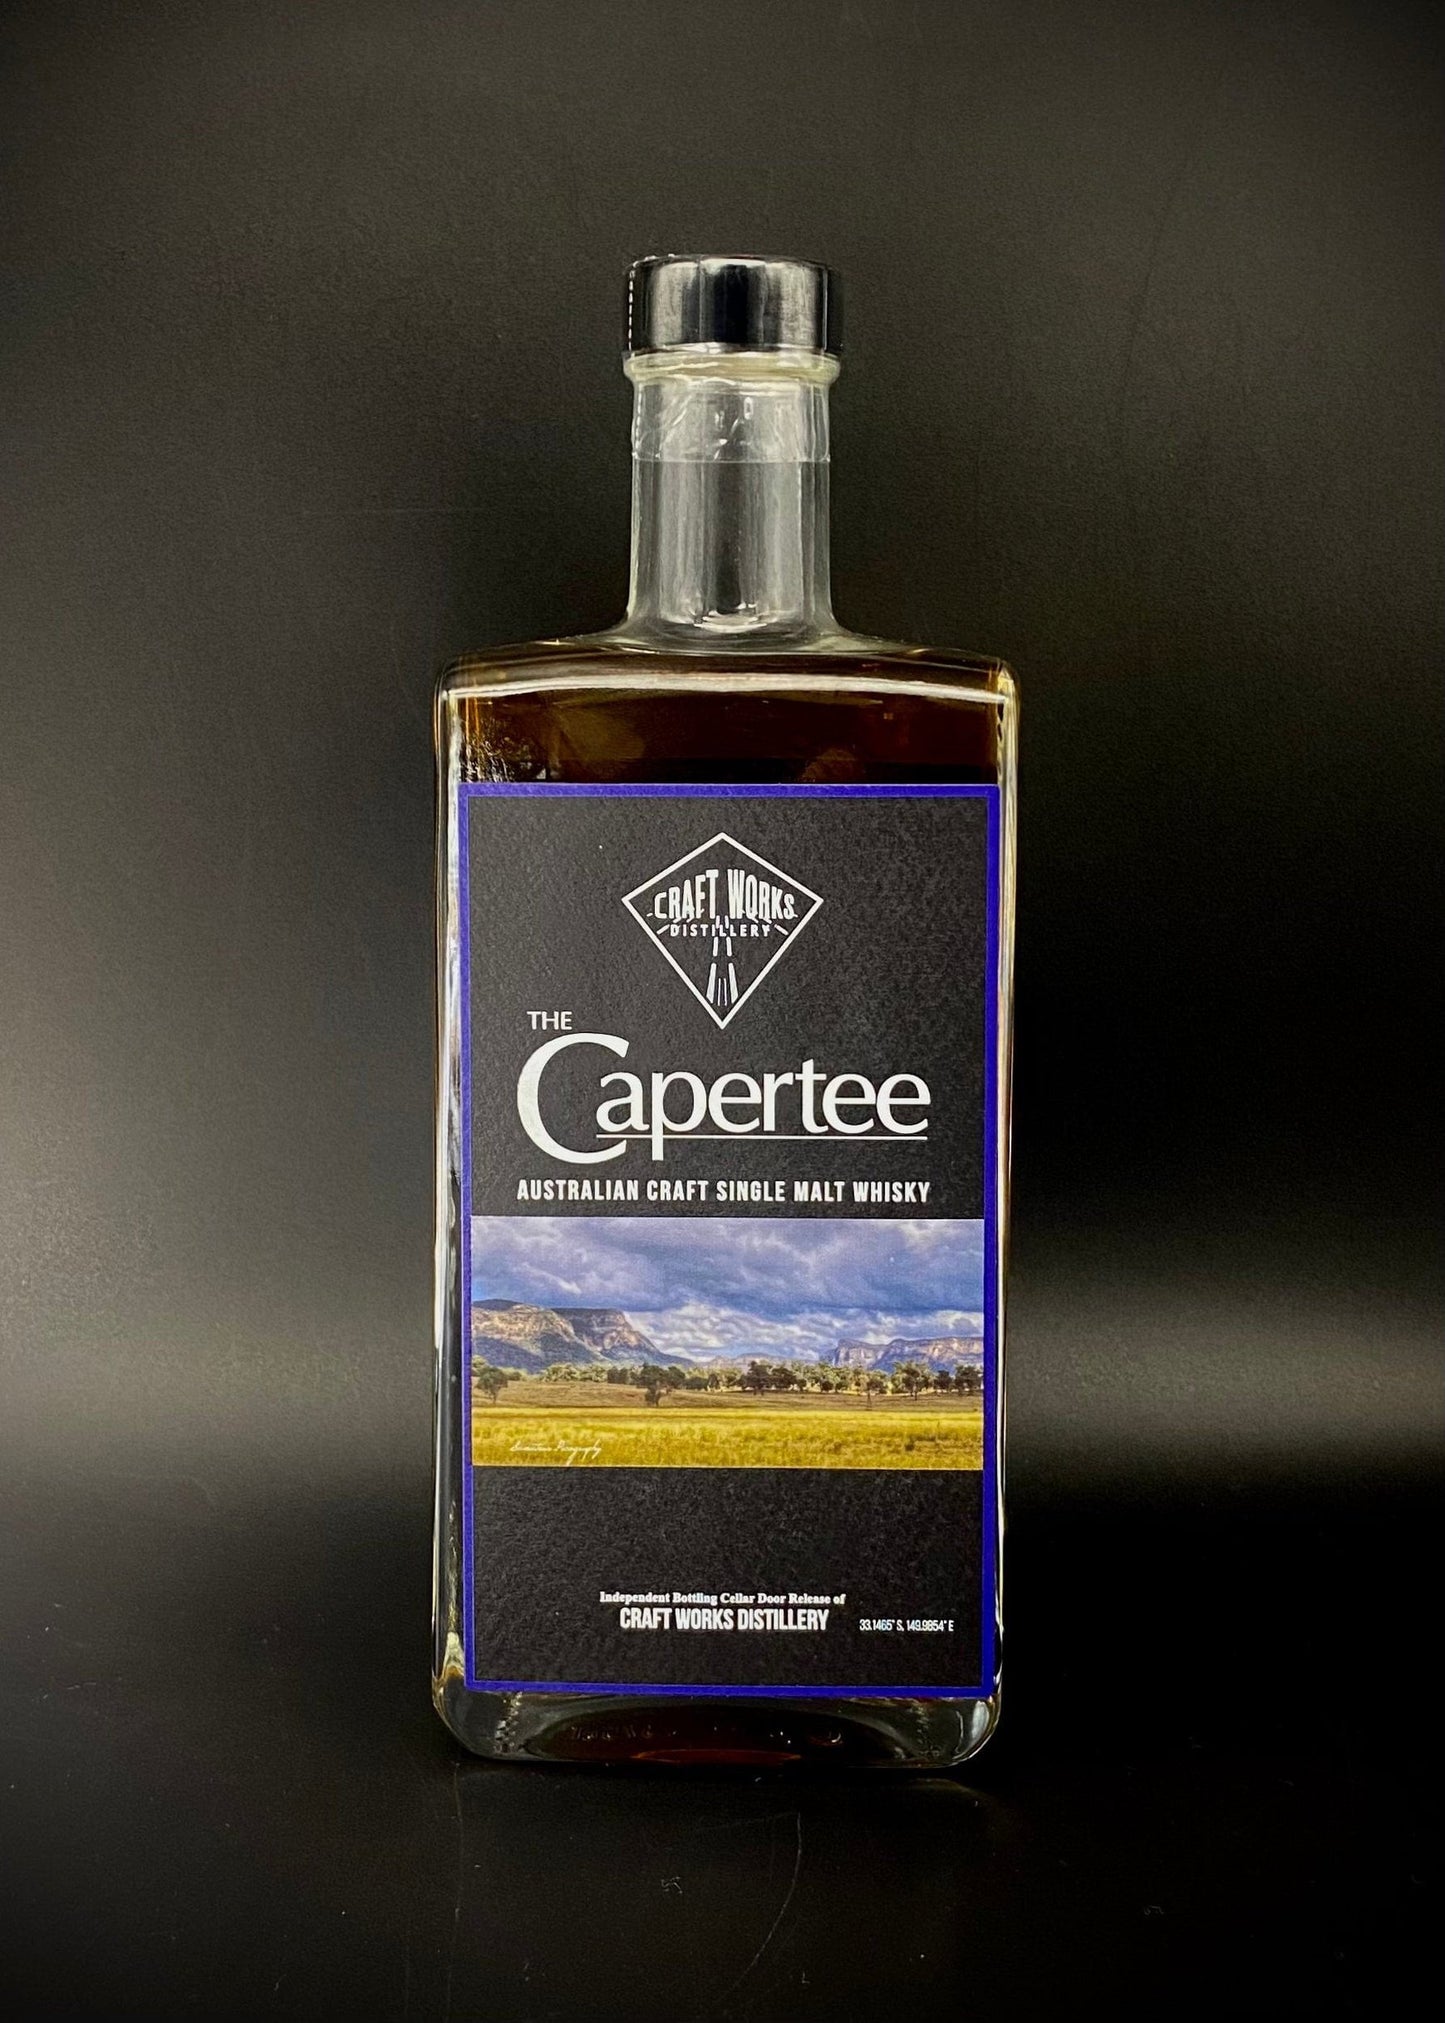 CRAFT WORKS
DISTILLERY
THE
Capertee
AUSTRALIAN CRAFT SINGLE MALT WHISKY
Independent Bottling Cellar Door Release of
CRAFT WORKS DISTILLERY
33.1465° S, 149.9854° E